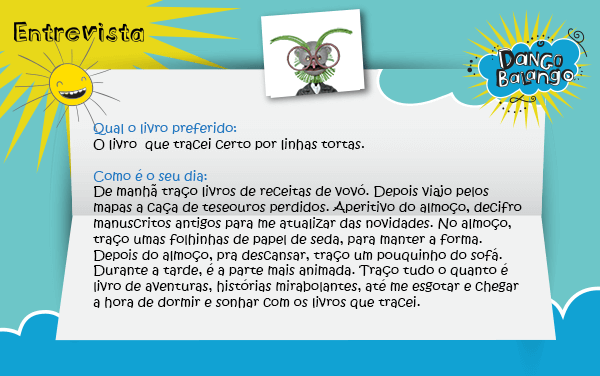 Entrevista
DANGO
BALANGO
Qual o livro preferido:
O livro que tracei certo por linhas tortas.
Como é o seu dia:
De manhã traço livros de receitas de vovó. Depois viajo pelos
mapas a caça de teseouros perdidos. Aperitivo do almoço, decifro
manuscritos antigos para me atualizar das novidades. No almoço,
traço umas folhinhas de papel de seda, para manter a forma.
Depois do almoço, pra descansar, traço um pouquinho do sofá.
Durante a tarde, é a parte mais animada. Traço tudo o quanto é
livro de aventuras, histórias mirabolantes, até me esgotar e chegar
a hora de dormir e sonhar com os livros que tracei.